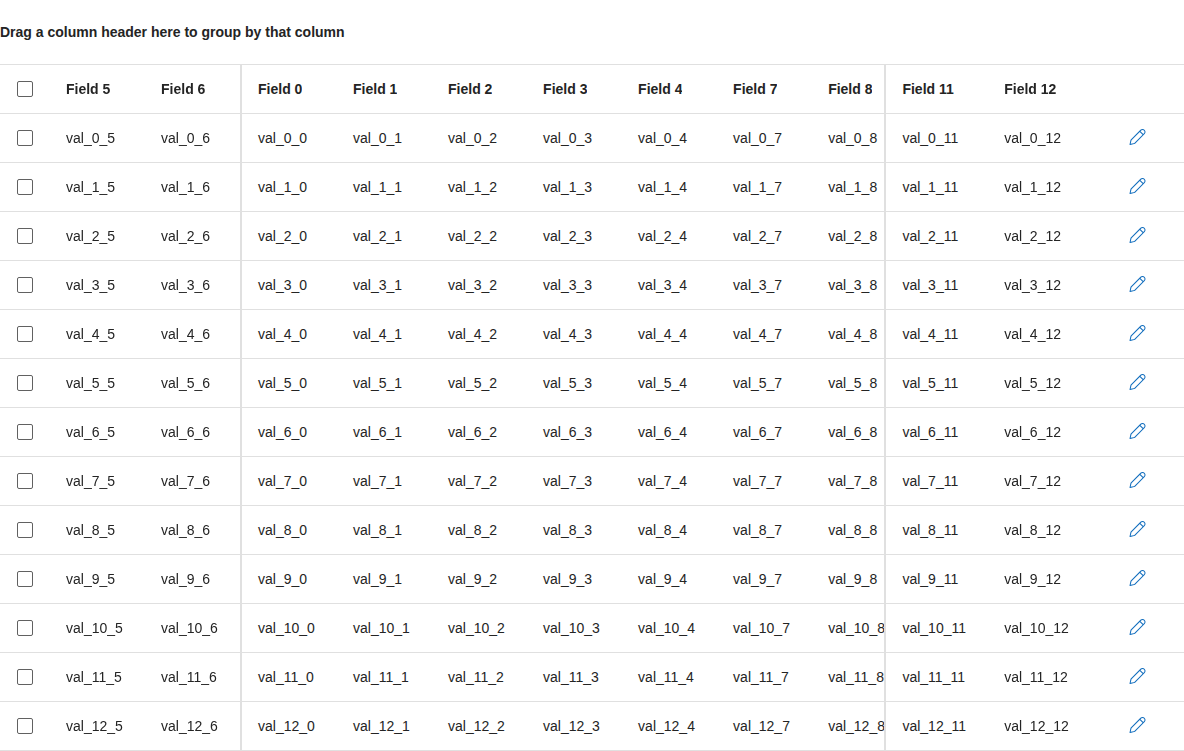 Drag a column header here to group by that column
Field 5 Field 6 Field 0 Field 1 Field 2 Field 3 Field 4 Field 7 Field 8 Field 11 Field 12
val_0_5 val_0_6 val_0_0 val_0_1 val_0_2 val_0_3 val_0_4 val_0_7 val_0_8 val_0_11 val_0_12
val_1_5 val_1_6 val_1_0 val_1_1 val_1_2 val_1_3 val_1_4 val_1_7 val_1_8 val_1_11 val_1_12
val_2_5 val_2_6 val_2_0 val_2_1 val_2_2 val_2_3 val_2_4 val_2_7 val_2_8 val_2_11 val_2_12
val_3_5 val_3_6 val_3_0 val_3_1 val_3_2 val_3_3 val_3_4 val_3_7 val_3_8 val_3_11 val_3_12
val_4_5 val_4_6 val_4_0 val_4_1 val_4_2 val_4_3 val_4_4 val_4_7 val_4_8 val_4_11 val_4_12
val_5_5 val_5_6 val_5_0 val_5_1 val_5_2 val_5_3 val_5_4 val_5_7 val_5_8 val_5_11 val_5_12
val_6_5 val_6_6 val_6_0 val_6_1 val_6_2 val_6_3 val_6_4 val_6_7 val_6_8 val_6_11 val_6_12
val_7_5 val_7_6 val_7_0 val_7_1 val_7_2 val_7_3 val_7_4 val_7_7 val_7_8 val_7_11 val_7_12
val_8_5 val_8_6 val_8_0 val_8_1 val_8_2 val_8_3 val_8_4 val_8_7 val_8_8 val_8_11 val_8_12
val_9_5 val_9_6 val_9_0 val_9_1 val_9_2 val_9_3 val_9_4 val_9_7 val_9_8 val_9_11 val_9_12
val_10_5 val_10_6 val_10_0 val_10_1 val_10_2 val_10_3 val_10_4 val_10_7 val_10_8 val_10_11 val_10_12
val_11_5 val_11_6 val_11_0 val_11_1 val_11_2 val_11_3 val_11_4 val_11_7 val_11_8 val_11_11 val_11_12
val_12_5 val_12_6 val_12_0 val_12_1 val_12_2 val_12_3 val_12_4 val_12_7 val_12_8 val_12_11 val_12_12